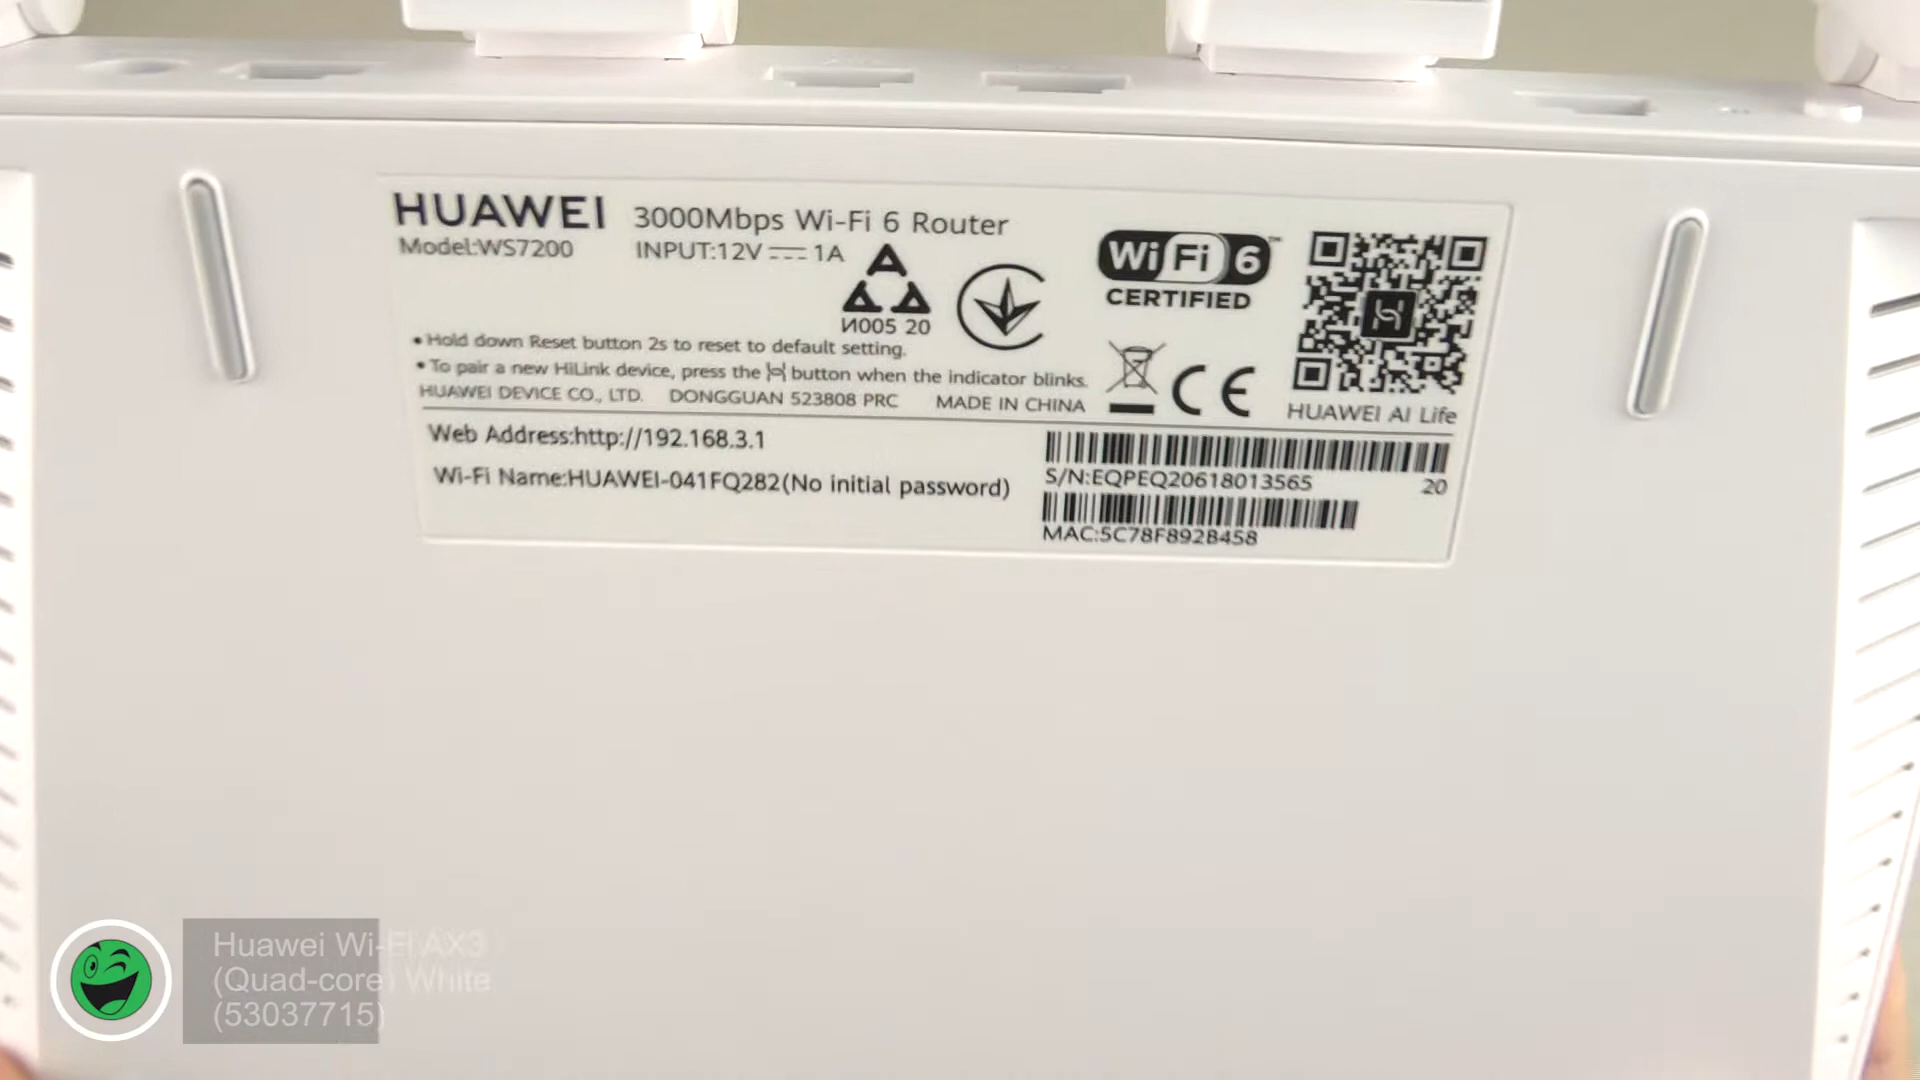 HUAWEI 3000Mbps Wi-Fi 6 Router
Model:WS7200 INPUT:12V 1A
И005 20
WiFi 6™
CERTIFIED
• Hold down Reset button 2s to reset to default setting.
• To pair a new HiLink device, press the button when the indicator blinks.
HUAWEI DEVICE CO., LTD. DONGGUAN 523808 PRC MADE IN CHINA
CE
HUAWEI AI Life
Web Address:http://192.168.3.1
Wi-Fi Name:HUAWEI-041FQ282(No initial password)
S/N:EQPEQ20618013565 20
MAC:5C78F892B458
Huawei Wi-Fi AX3
(Quad-core) White
(53037715)